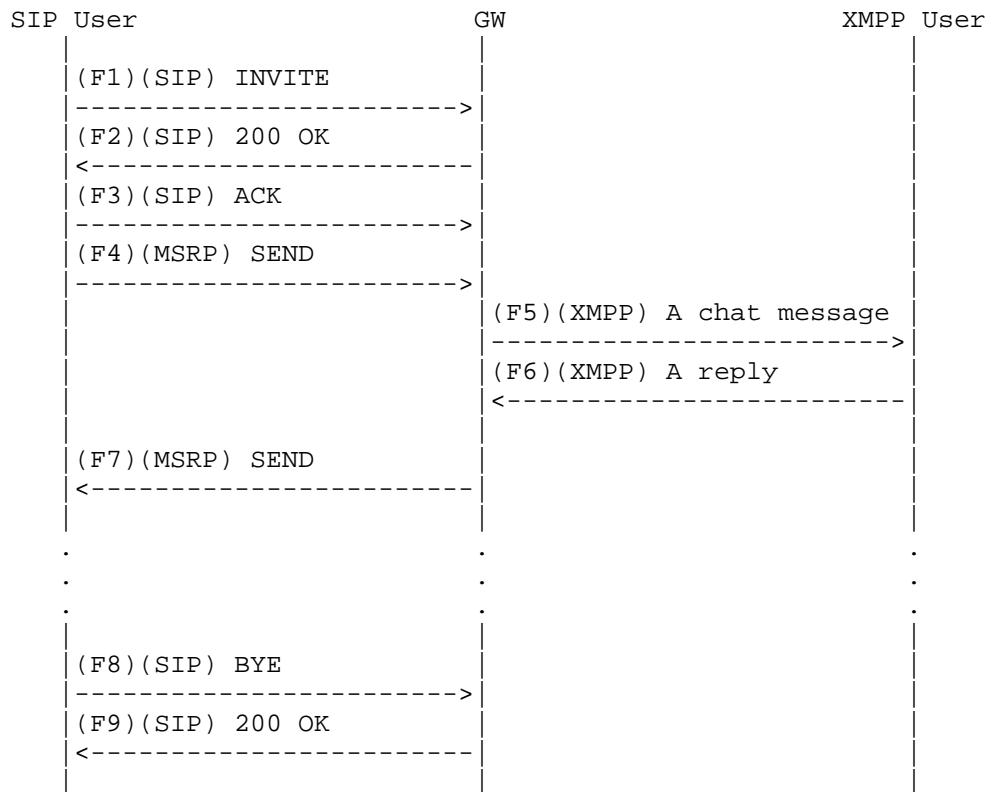 SIP User GW XMPP User
(F1)(SIP) INVITE
(F2)(SIP) 200 OK
(F3)(SIP) ACK
(F4)(MSRP) SEND
(F5)(XMPP) A chat message
(F6)(XMPP) A reply
(F7)(MSRP) SEND
(F8)(SIP) BYE
(F9)(SIP) 200 OK